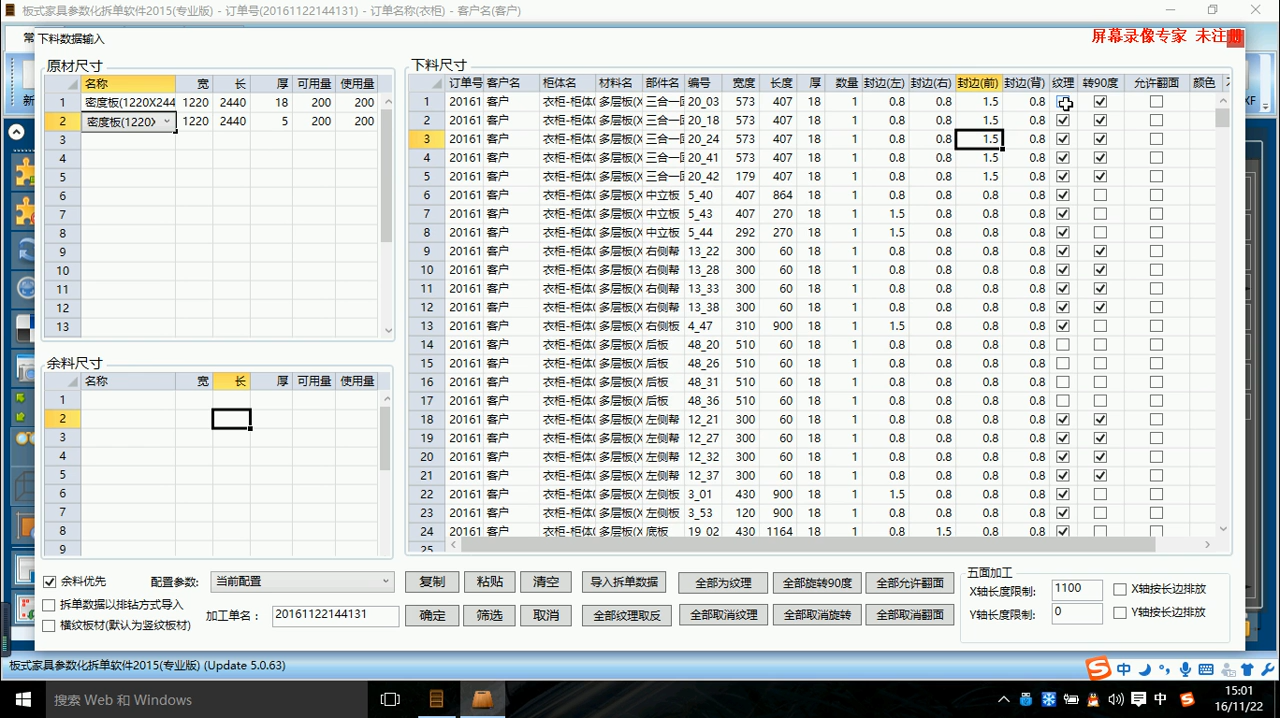 板式家具参数化拆单软件2015(专业版) - 订单号(20161122144131) - 订单名称(衣柜) - 客户名(客户)
屏幕录像专家 未注册
常
新
XF
下料数据输入
原材尺寸
名称 宽 长 厚 可用量 使用量
1 密度板(1220X244 1220 2440 18 200 200
2 密度板(1220X 1220 2440 5 200 200
3
4
5
6
7
8
9
10
11
12
13
余料尺寸
名称 宽 长 厚 可用量 使用量
1
2
3
4
5
6
7
8
9
下料尺寸
订单号 客户名 柜体名 材料名 部件名 编号 宽度 长度 厚 数量 封边(左) 封边(右) 封边(前) 封边(背) 纹理 转90度 允许翻面 颜色
1 20161 客户 衣柜-柜体( 多层板(X 三合一固 20_03 573 407 18 1 0.8 0.8 1.5 0.8
2 20161 客户 衣柜-柜体( 多层板(X 三合一固 20_18 573 407 18 1 0.8 0.8 1.5 0.8
3 20161 客户 衣柜-柜体( 多层板(X 三合一固 20_24 573 407 18 1 0.8 0.8 1.5 0.8
4 20161 客户 衣柜-柜体( 多层板(X 三合一固 20_41 573 407 18 1 0.8 0.8 1.5 0.8
5 20161 客户 衣柜-柜体( 多层板(X 三合一固 20_42 179 407 18 1 0.8 0.8 1.5 0.8
6 20161 客户 衣柜-柜体( 多层板(X 中立板 5_40 407 864 18 1 0.8 0.8 0.8 0.8
7 20161 客户 衣柜-柜体( 多层板(X 中立板 5_43 407 270 18 1 1.5 0.8 0.8 0.8
8 20161 客户 衣柜-柜体( 多层板(X 中立板 5_44 292 270 18 1 1.5 0.8 0.8 0.8
9 20161 客户 衣柜-柜体( 多层板(X 右侧帮 13_22 300 60 18 1 0.8 0.8 0.8 0.8
10 20161 客户 衣柜-柜体( 多层板(X 右侧帮 13_28 300 60 18 1 0.8 0.8 0.8 0.8
11 20161 客户 衣柜-柜体( 多层板(X 右侧帮 13_33 300 60 18 1 0.8 0.8 0.8 0.8
12 20161 客户 衣柜-柜体( 多层板(X 右侧帮 13_38 300 60 18 1 0.8 0.8 0.8 0.8
13 20161 客户 衣柜-柜体( 多层板(X 右侧板 4_47 310 900 18 1 1.5 0.8 0.8 0.8
14 20161 客户 衣柜-柜体( 多层板(X 后板 48_20 510 60 18 1 0.8 0.8 0.8 0.8
15 20161 客户 衣柜-柜体( 多层板(X 后板 48_26 510 60 18 1 0.8 0.8 0.8 0.8
16 20161 客户 衣柜-柜体( 多层板(X 后板 48_31 510 60 18 1 0.8 0.8 0.8 0.8
17 20161 客户 衣柜-柜体( 多层板(X 后板 48_36 510 60 18 1 0.8 0.8 0.8 0.8
18 20161 客户 衣柜-柜体( 多层板(X 左侧帮 12_21 300 60 18 1 0.8 0.8 0.8 0.8
19 20161 客户 衣柜-柜体( 多层板(X 左侧帮 12_27 300 60 18 1 0.8 0.8 0.8 0.8
20 20161 客户 衣柜-柜体( 多层板(X 左侧帮 12_32 300 60 18 1 0.8 0.8 0.8 0.8
21 20161 客户 衣柜-柜体( 多层板(X 左侧帮 12_37 300 60 18 1 0.8 0.8 0.8 0.8
22 20161 客户 衣柜-柜体( 多层板(X 左侧板 3_01 430 900 18 1 1.5 0.8 0.8 0.8
23 20161 客户 衣柜-柜体( 多层板(X 左侧板 3_53 120 900 18 1 0.8 0.8 0.8 0.8
24 20161 客户 衣柜-柜体( 多层板(X 底板 19_02 430 1164 18 1 0.8 1.5 0.8 0.8
25
余料优先 配置参数: 当前配置
拆单数据以排钻方式导入
横纹板材(默认为竖纹板材)
加工单名： 20161122144131
复制 粘贴 清空 导入拆单数据 全部为纹理 全部旋转90度 全部允许翻面
确定 筛选 取消 全部纹理取反 全部取消纹理 全部取消旋转 全部取消翻面
五面加工
X轴长度限制: 1100 X轴按长边排放
Y轴长度限制: 0 Y轴按长边排放
板式家具参数化拆单软件2015(专业版) (Update 5.0.63)
中
搜索 Web 和 Windows
中
15:01
16/11/22